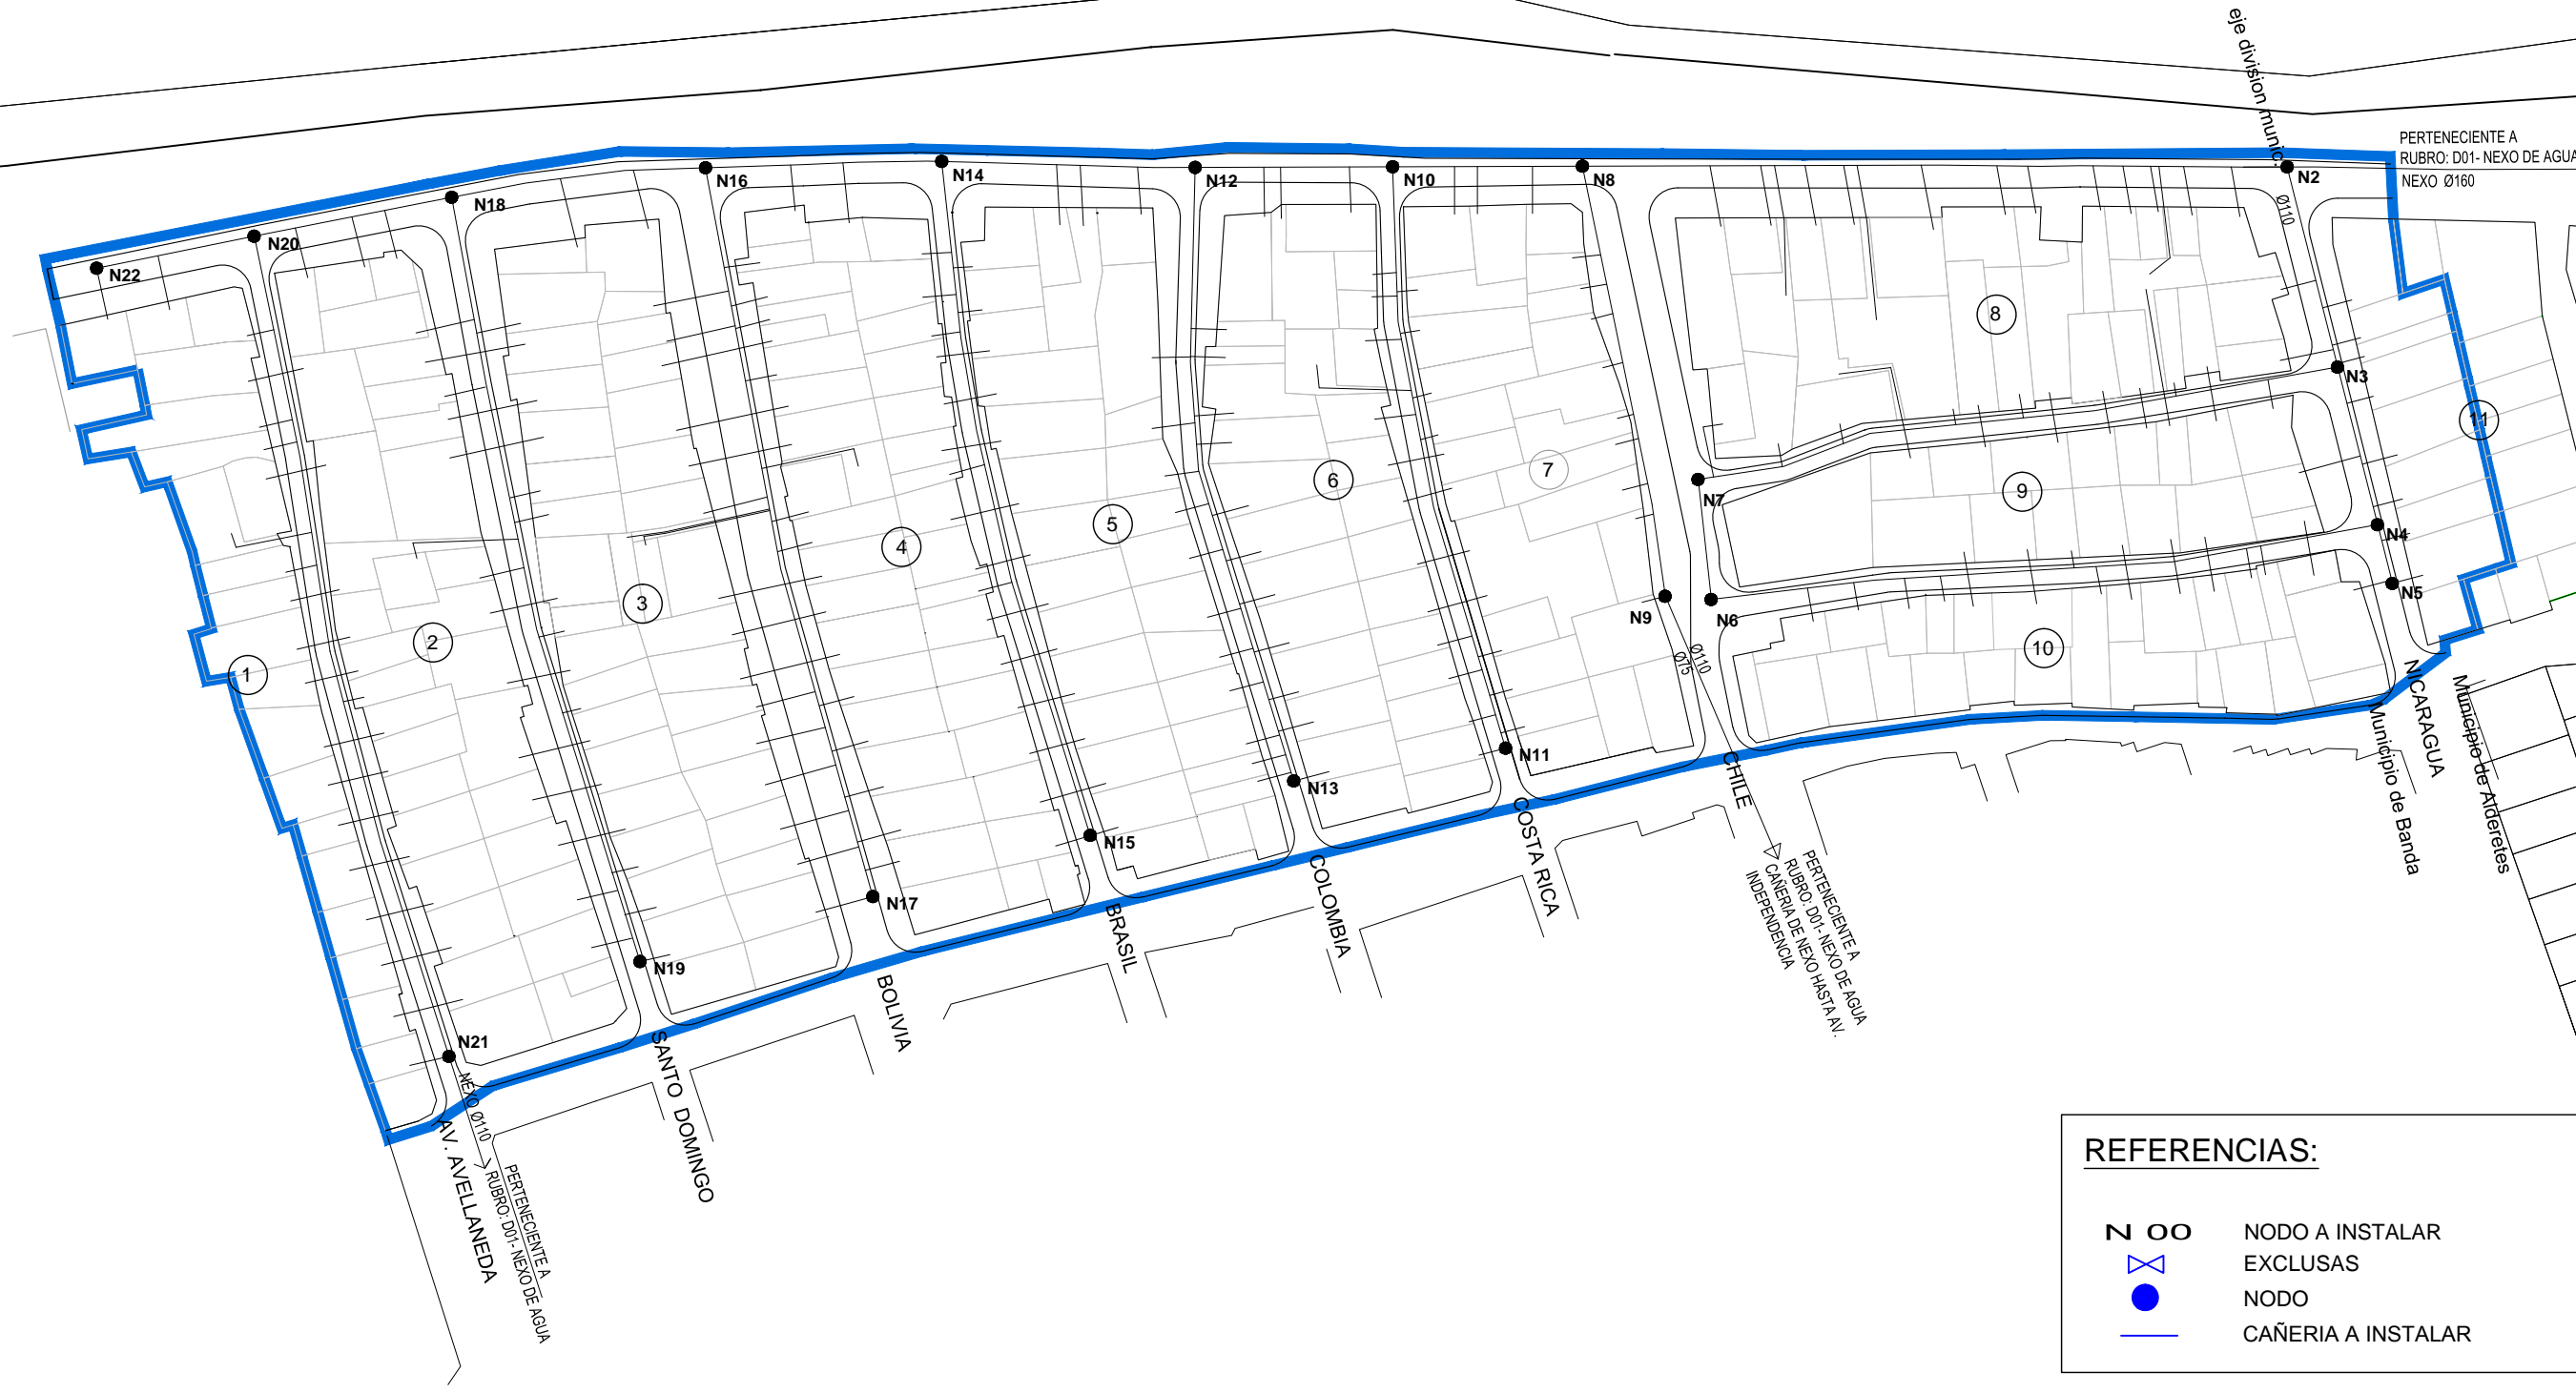 eje division munic.
PERTENECIENTE A
RUBRO: D01- NEXO DE AGUA
NEXO Ø160
N22
N20
N18
N16
N14
N12
N10
N8
N2
Ø110
N3
N7
N4
N5
N9
N6
Ø75
Ø110
N11
N13
N15
N17
N19
N21
1
2
3
4
5
6
7
8
9
10
11
NEXO Ø110
PERTENECIENTE A
RUBRO: D01- NEXO DE AGUA
AV. AVELLANEDA
SANTO DOMINGO
BOLIVIA
BRASIL
COLOMBIA
COSTA RICA
CHILE
PERTENECIENTE A
RUBRO: D01- NEXO DE AGUA
CAÑERIA DE NEXO HASTA AV.
INDEPENDENCIA
NICARAGUA
Municipio de Banda
Municipio de Alderetes
REFERENCIAS:
N 00 NODO A INSTALAR
EXCLUSAS
NODO
CAÑERIA A INSTALAR